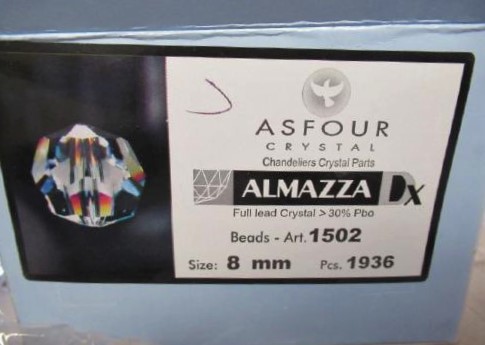 ASFOUR
CRYSTAL
Chandeliers Crystal Parts
ALMAZZA Dx
Full lead Crystal > 30% Pbo
Beads - Art. 1502
Size: 8 mm Pcs. 1936